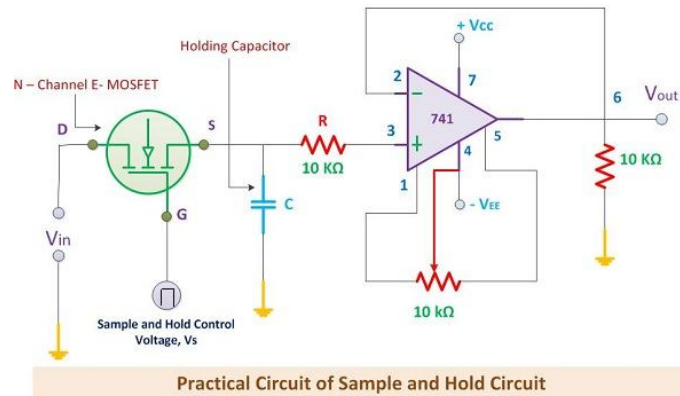 + Vcc
Holding Capacitor
N – Channel E- MOSFET
2
7
6
Vout
D
S
R
741
3
5
10 KΩ
4
10 KΩ
1
C
- VEE
G
Vin
10 kΩ
Sample and Hold Control
Voltage, Vs
Practical Circuit of Sample and Hold Circuit